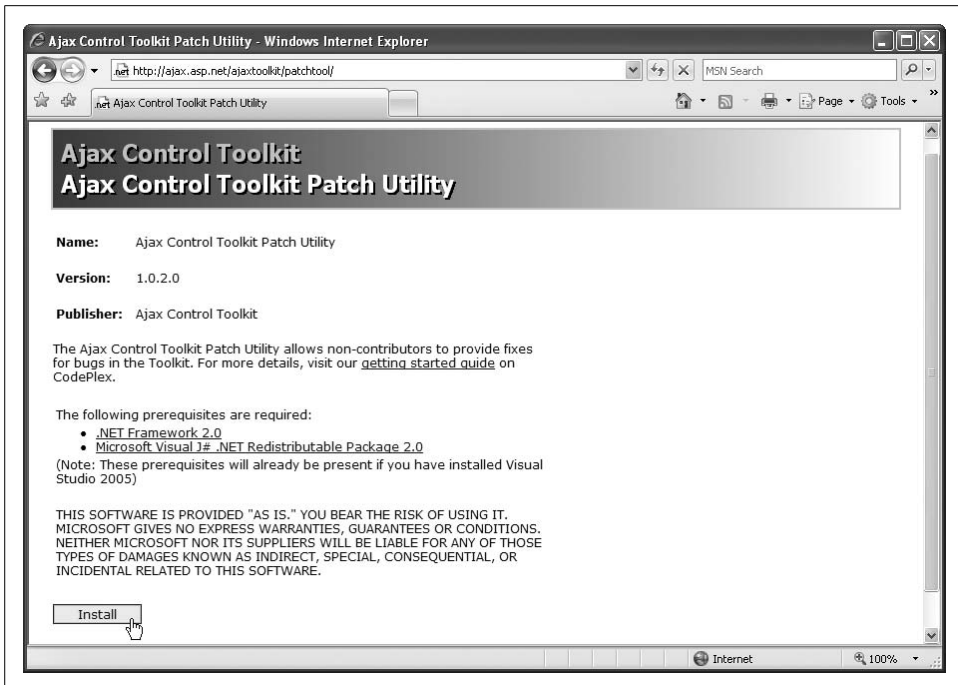 Ajax Control Toolkit Patch Utility - Windows Internet Explorer
http://ajax.asp.net/ajaxtoolkit/patchtool/
MSN Search
Ajax Control Toolkit Patch Utility
Page
Tools
Ajax Control Toolkit
Ajax Control Toolkit Patch Utility
Name: Ajax Control Toolkit Patch Utility
Version: 1.0.2.0
Publisher: Ajax Control Toolkit
The Ajax Control Toolkit Patch Utility allows non-contributors to provide fixes
for bugs in the Toolkit. For more details, visit our getting started guide on
CodePlex.
The following prerequisites are required:
• .NET Framework 2.0
• Microsoft Visual J# .NET Redistributable Package 2.0
(Note: These prerequisites will already be present if you have installed Visual
Studio 2005)
THIS SOFTWARE IS PROVIDED "AS IS." YOU BEAR THE RISK OF USING IT.
MICROSOFT GIVES NO EXPRESS WARRANTIES, GUARANTEES OR CONDITIONS.
NEITHER MICROSOFT NOR ITS SUPPLIERS WILL BE LIABLE FOR ANY OF THOSE
TYPES OF DAMAGES KNOWN AS INDIRECT, SPECIAL, CONSEQUENTIAL, OR
INCIDENTAL RELATED TO THIS SOFTWARE.
Install
Internet
100%